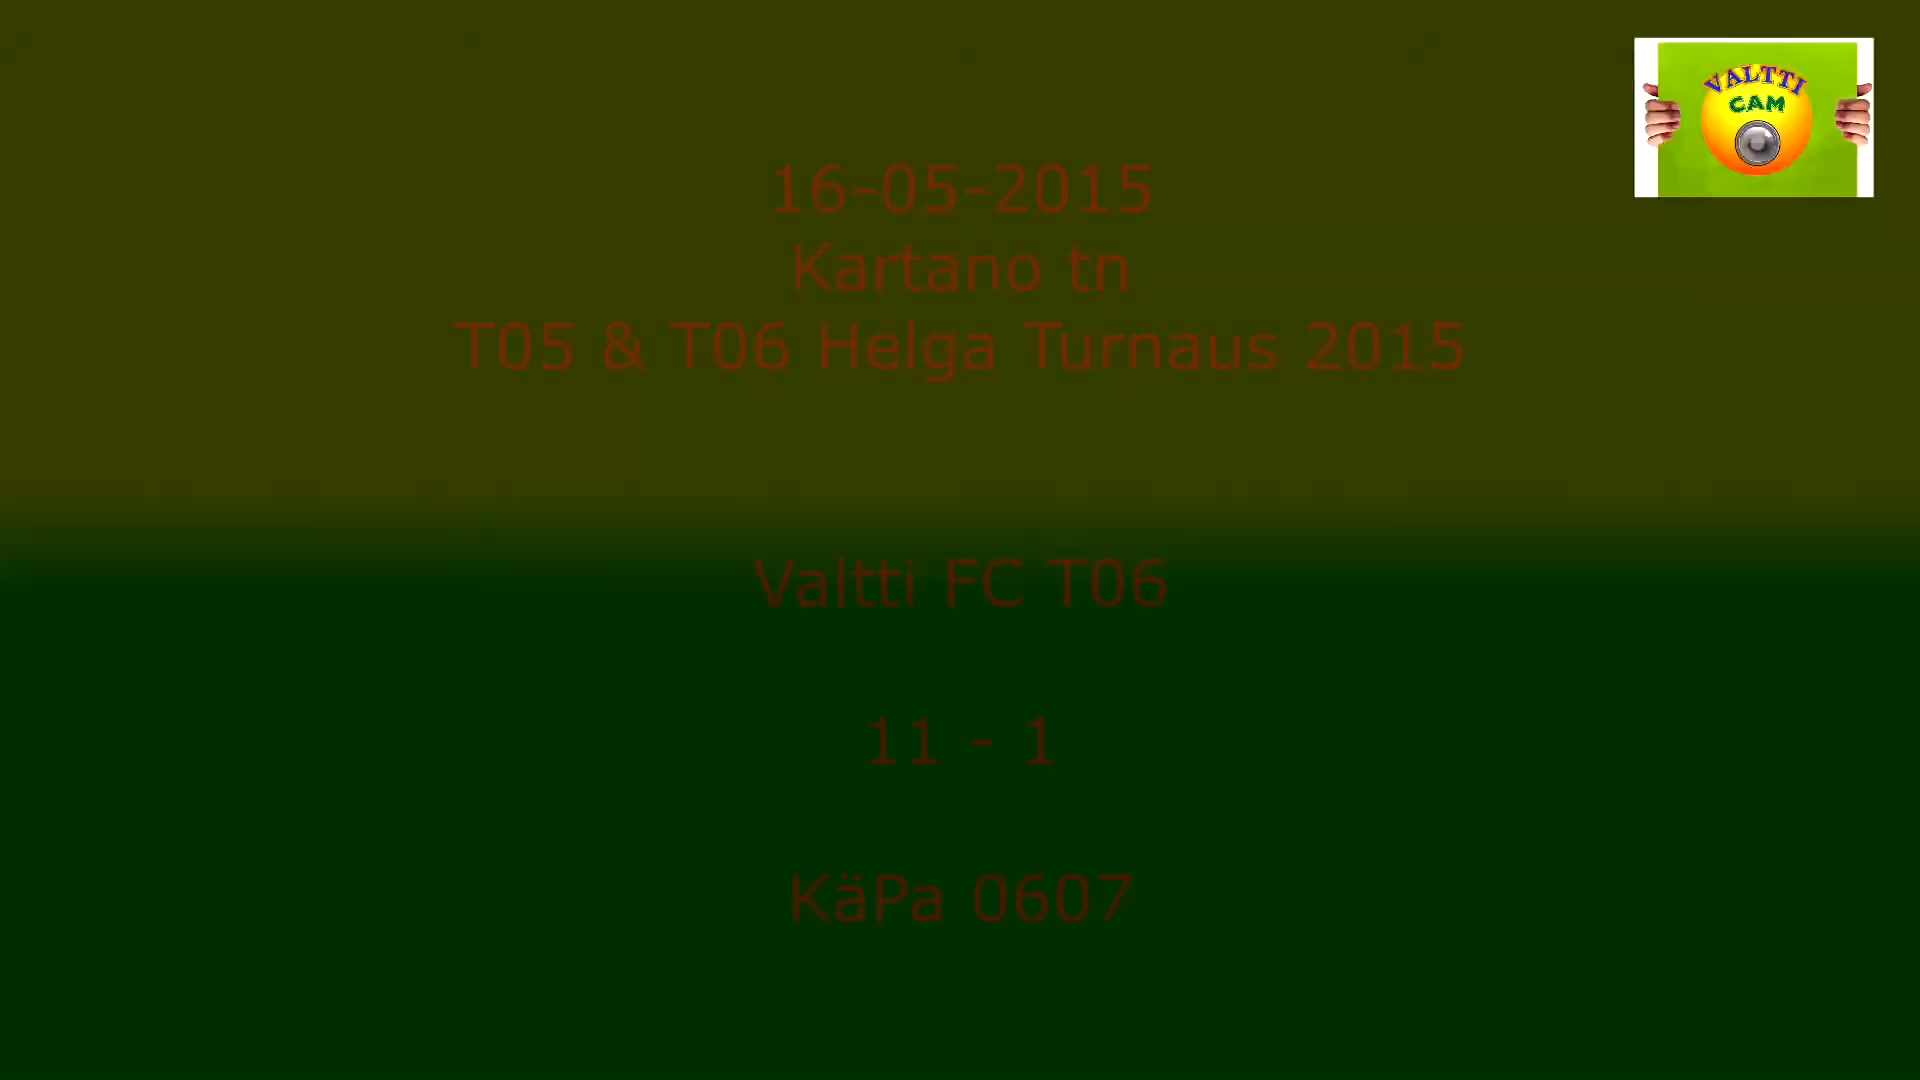 VALTTI
CAM
16-05-2015
Kartano tn
T05 & T06 Helga Turnaus 2015
Valtti FC T06
11 - 1
KäPa 0607